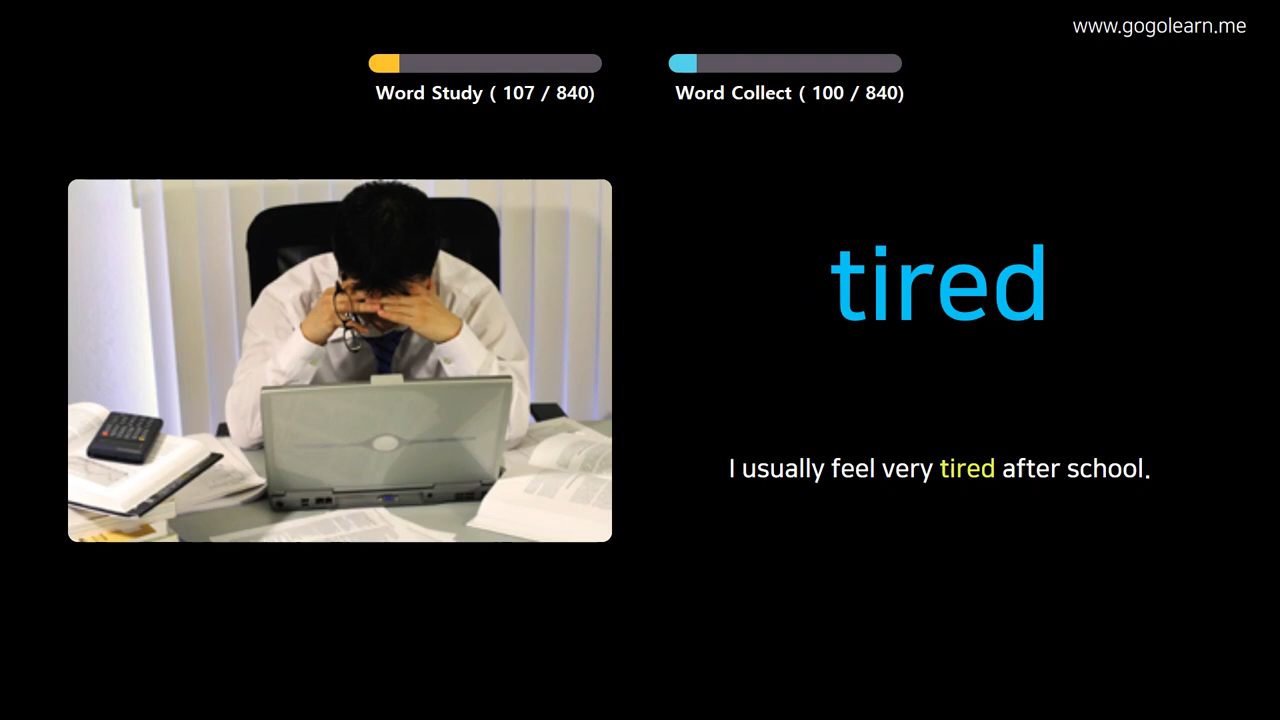 www.gogolearn.me
Word Study ( 107 / 840)
Word Collect ( 100 / 840)
tired
I usually feel very tired after school.